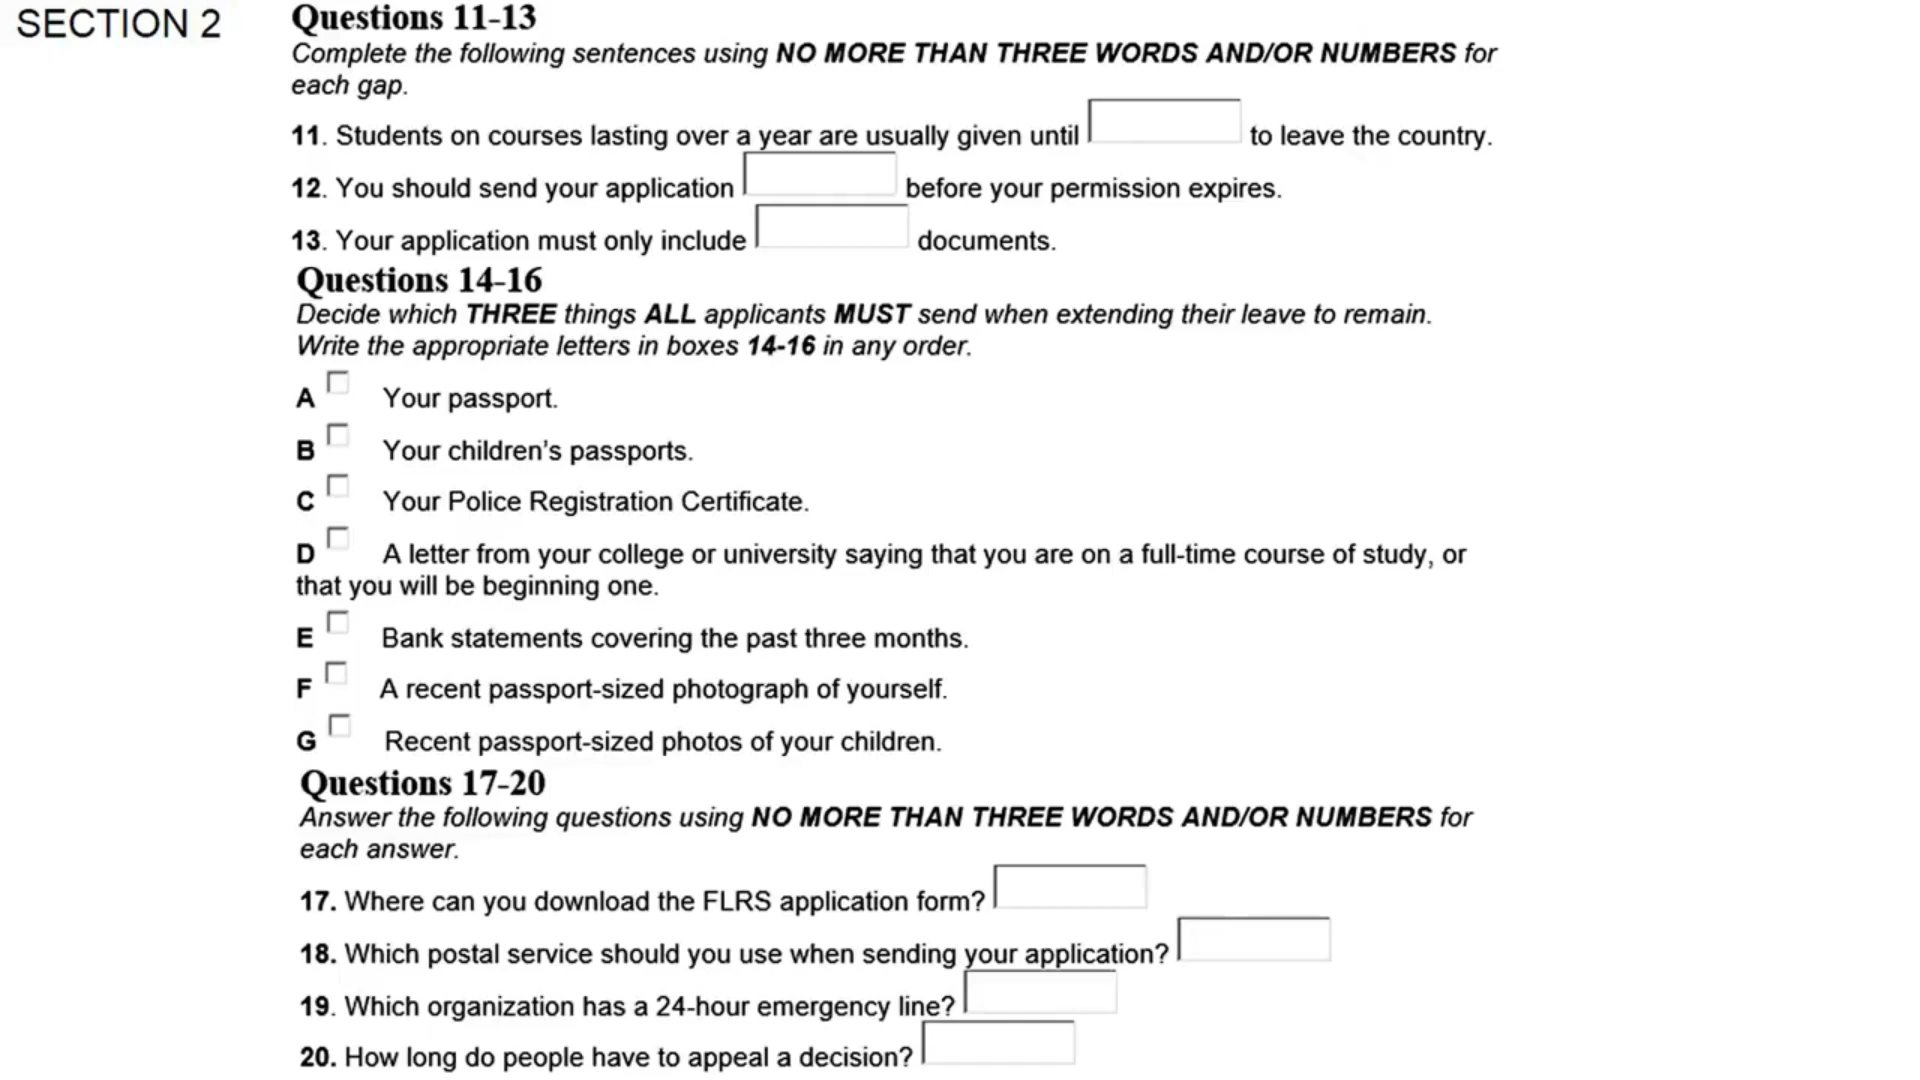 SECTION 2
Questions 11-13
Complete the following sentences using NO MORE THAN THREE WORDS AND/OR NUMBERS for
each gap.
11. Students on courses lasting over a year are usually given until to leave the country.
12. You should send your application before your permission expires.
13. Your application must only include documents.
Questions 14-16
Decide which THREE things ALL applicants MUST send when extending their leave to remain.
Write the appropriate letters in boxes 14-16 in any order.
A Your passport.
B Your children's passports.
C Your Police Registration Certificate.
D A letter from your college or university saying that you are on a full-time course of study, or
that you will be beginning one.
E Bank statements covering the past three months.
F A recent passport-sized photograph of yourself.
G Recent passport-sized photos of your children.
Questions 17-20
Answer the following questions using NO MORE THAN THREE WORDS AND/OR NUMBERS for
each answer.
17. Where can you download the FLRS application form?
18. Which postal service should you use when sending your application?
19. Which organization has a 24-hour emergency line?
20. How long do people have to appeal a decision?